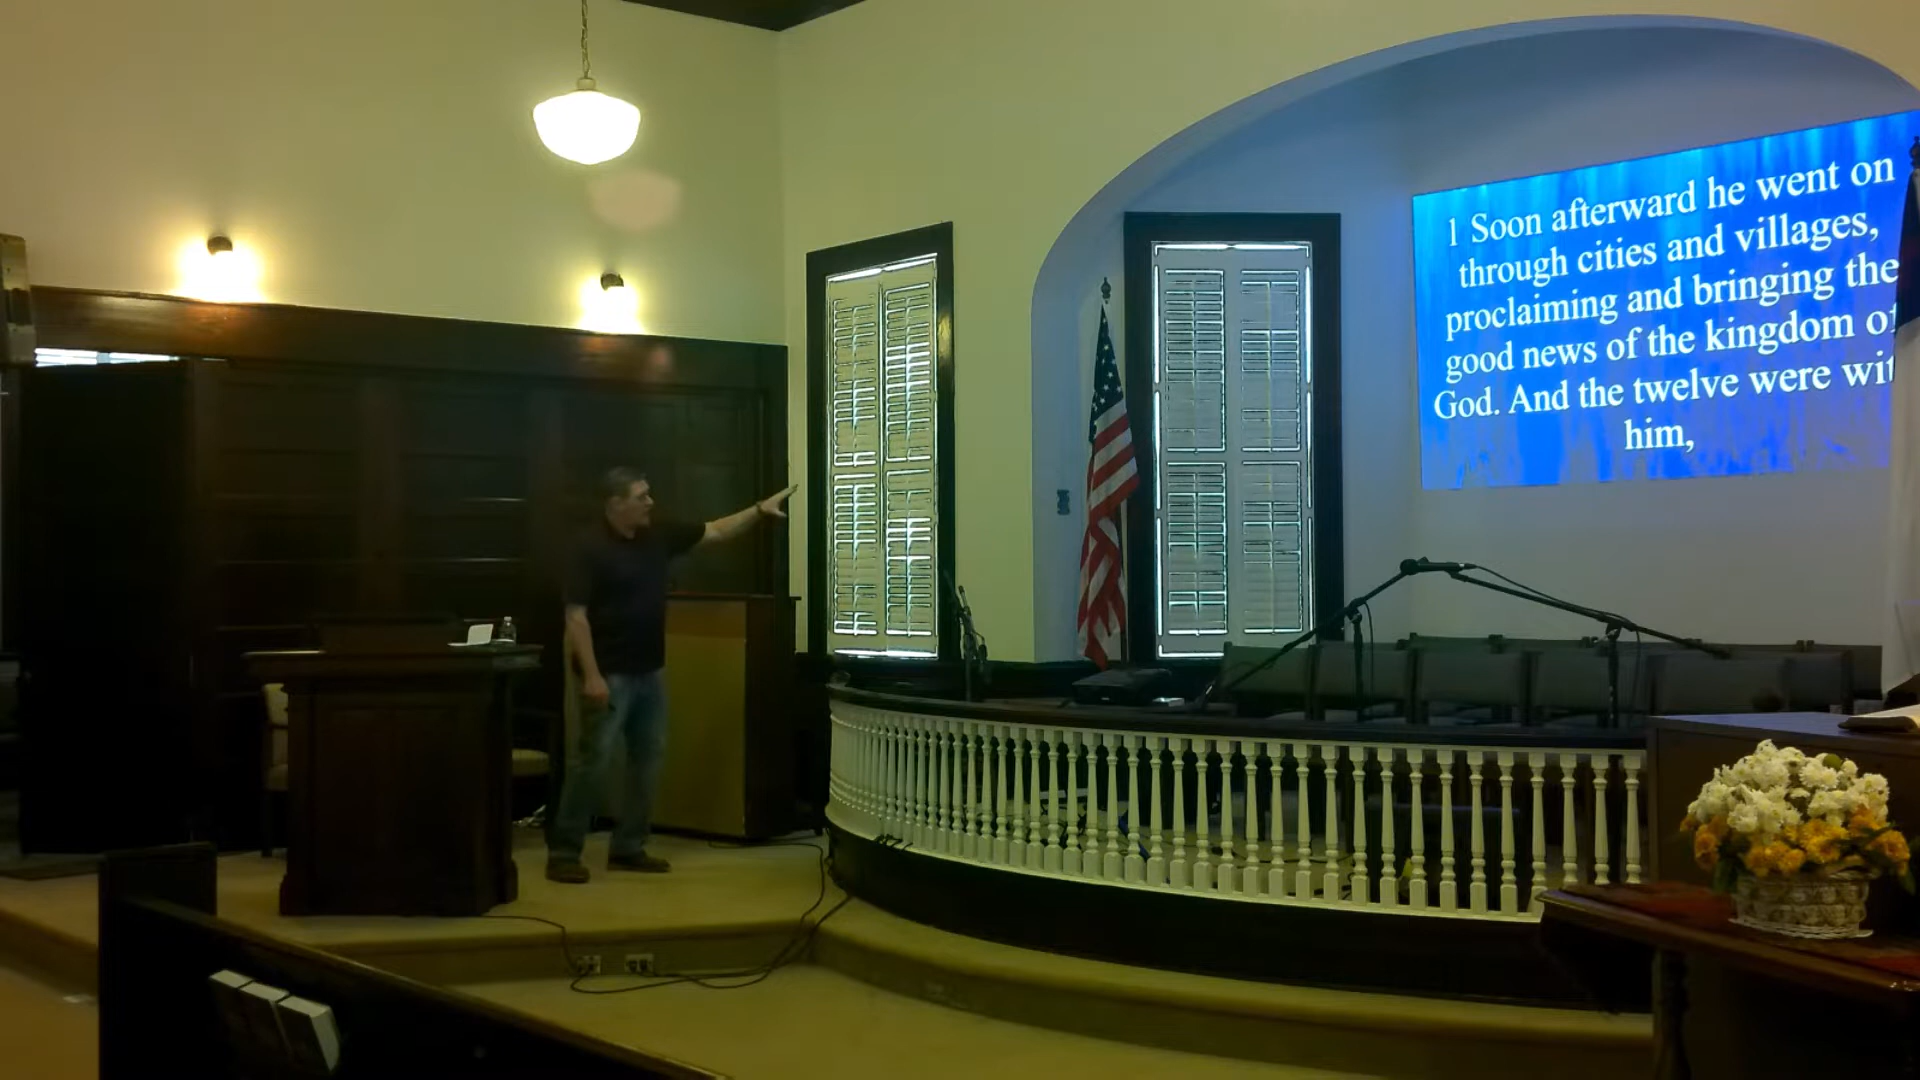 1 Soon afterward he went on
through cities and villages,
proclaiming and bringing the
good news of the kingdom of
God. And the twelve were wit
him,